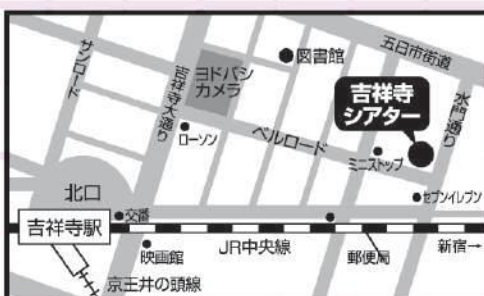 サンロード
吉祥寺大通り
ヨドバシ
カメラ
図書館
五日市街道
水門通り
吉祥寺
シアター
ローソン
ベルロード
ミニストップ
セブンイレブン
北口
交番
吉祥寺駅
映画館
JR中央線
郵便局
新宿→
京王井の頭線